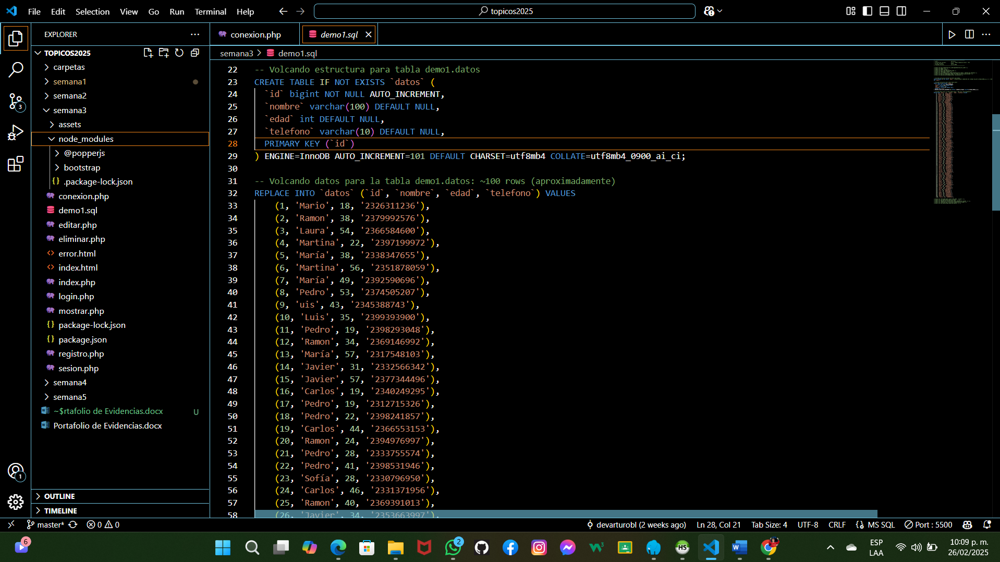 File Edit Selection View Go Run Terminal Help
topicos2025
EXPLORER
conexion.php
demo1.sql
TOPICOS2025
semana3 > demo1.sql
carpetas
semana1
semana2
semana3
assets
node_modules
@popperjs
bootstrap
.package-lock.json
conexion.php
demo1.sql
editar.php
eliminar.php
error.html
index.html
index.php
login.php
mostrar.php
package-lock.json
package.json
registro.php
sesion.php
semana4
semana5
~$rtafolio de Evidencias.docx U
Portafolio de Evidencias.docx
OUTLINE
TIMELINE
3
1
22 -- Volcando estructura para tabla demo1.datos
23 CREATE TABLE IF NOT EXISTS `datos` (
24 `id` bigint NOT NULL AUTO_INCREMENT,
25 `nombre` varchar(100) DEFAULT NULL,
26 `edad` int DEFAULT NULL,
27 `telefono` varchar(10) DEFAULT NULL,
28 PRIMARY KEY (`id`)
29 ) ENGINE=InnoDB AUTO_INCREMENT=101 DEFAULT CHARSET=utf8mb4 COLLATE=utf8mb4_0900_ai_ci;
30
31 -- Volcando datos para la tabla demo1.datos: ~100 rows (aproximadamente)
32 REPLACE INTO `datos` (`id`, `nombre`, `edad`, `telefono`) VALUES
33 (1, 'Mario', 18, '2326311236'),
34 (2, 'Ramon', 38, '2379992576'),
35 (3, 'Laura', 54, '2366584600'),
36 (4, 'Martina', 22, '2397199972'),
37 (5, 'María', 38, '2338347655'),
38 (6, 'Martina', 56, '2351878059'),
39 (7, 'María', 49, '2392590696'),
40 (8, 'Pedro', 53, '2374505207'),
41 (9, 'uis', 43, '2345388743'),
42 (10, 'Luis', 35, '2399393900'),
43 (11, 'Pedro', 19, '2398293048'),
44 (12, 'Ramon', 34, '2369146992'),
45 (13, 'María', 57, '2317548103'),
46 (14, 'Javier', 31, '2332566342'),
47 (15, 'Javier', 57, '2377344496'),
48 (16, 'Carlos', 19, '2340249295'),
49 (17, 'Pedro', 19, '2312715326'),
50 (18, 'Pedro', 22, '2398241857'),
51 (19, 'Carlos', 44, '2366553153'),
52 (20, 'Ramon', 24, '2394976997'),
53 (21, 'Pedro', 28, '2333755574'),
54 (22, 'Pedro', 41, '2398531946'),
55 (23, 'Sofía', 28, '2330796950'),
56 (24, 'Carlos', 46, '2331371956'),
57 (25, 'Ramon', 40, '2369391013'),
58 (26, 'Javier', 34, '2353663997'),
master* 0 0 devarturobl (2 weeks ago) Ln 28, Col 21 Tab Size: 4 UTF-8 CRLF {} MS SQL Port : 5500
6
2
HS
ESP
LAA
10:09 p. m.
26/02/2025